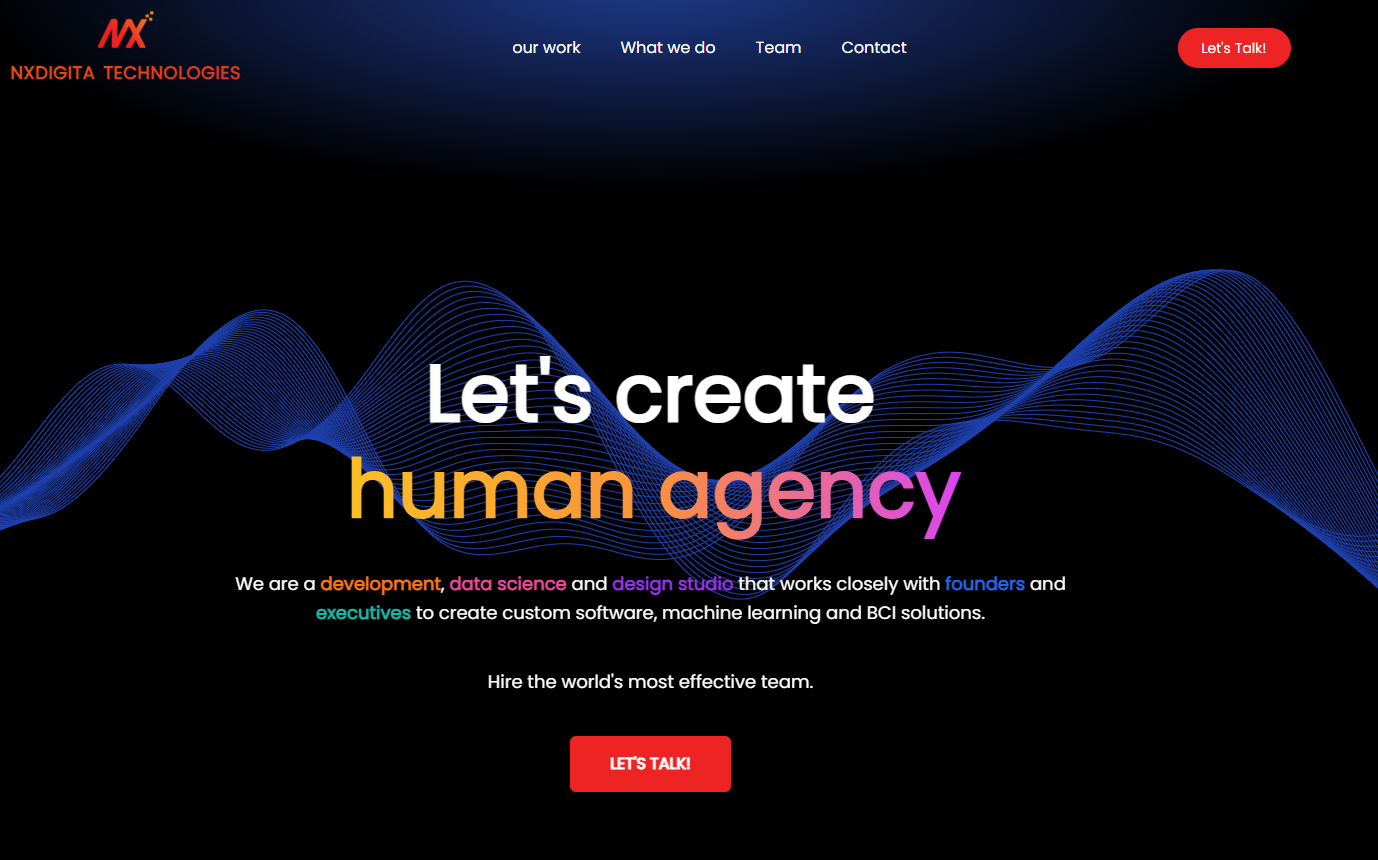 NX
NXDIGITA TECHNOLOGIES
our work
What we do
Team
Contact
Let's Talk!
Let's create
human agency
We are a development, data science and design studio that works closely with founders and
executives to create custom software, machine learning and BCI solutions.
Hire the world's most effective team.
LET'S TALK!